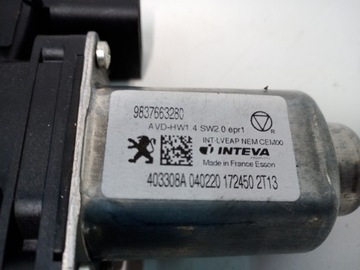 9837663280
AVD-HW1.4 SW2.0 epr1
INT-LVEAP NEM CEM00
INTEVA
Made in France Esson
403308A 040220 172450 2T13